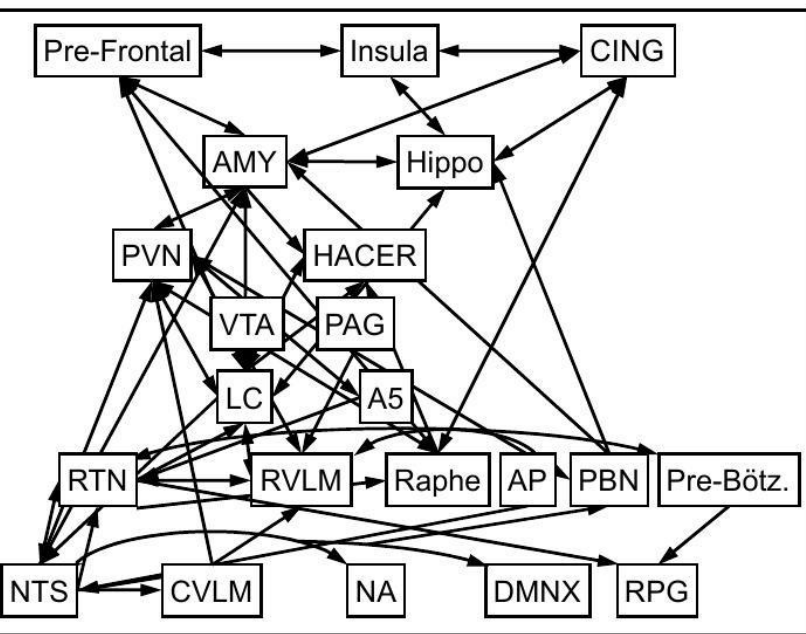 Pre-Frontal
Insula
CING
AMY
Hippo
PVN
HACER
VTA
PAG
LC
A5
RTN
RVLM
Raphe
AP
PBN
Pre-Bötz.
NTS
CVLM
NA
DMNX
RPG